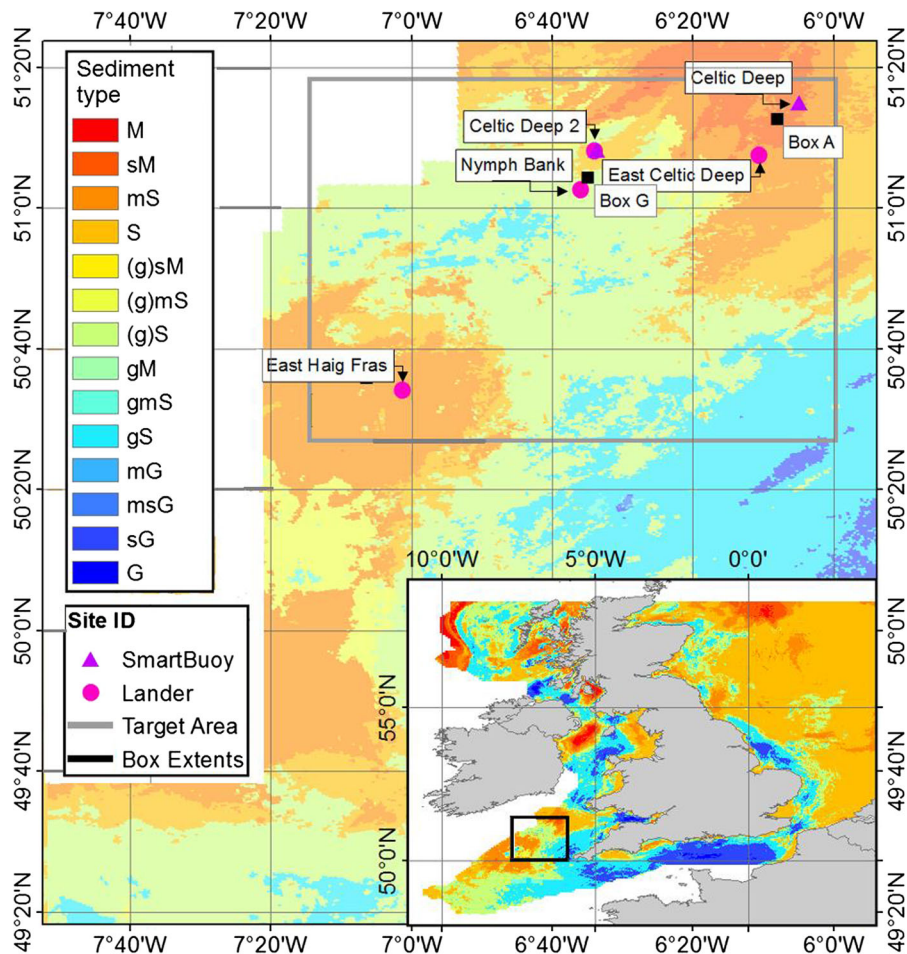 7°40'W 7°20'W 7°0'W 6°40'W 6°20'W 6°0'W
51°20'N
51°20'N
Sediment
type
M
sM
mS
S
(g)sM
(g)mS
(g)S
gM
gmS
gS
mG
msG
sG
G
Celtic Deep
Celtic Deep 2
Box A
Nymph Bank
East Celtic Deep
Box G
51°0'N
51°0'N
50°40'N
50°40'N
East Haig Fras
50°20'N
50°20'N
10°0'W 5°0'W 0°0'
Site ID
SmartBuoy
Lander
Target Area
Box Extents
50°0'N
50°0'N
55°0'N
49°40'N
49°40'N
50°0'N
49°20'N
49°20'N
7°40'W 7°20'W 7°0'W 6°40'W 6°20'W 6°0'W